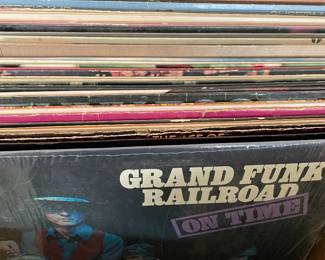 GRAND FUNK
RAILROAD
ON TIME